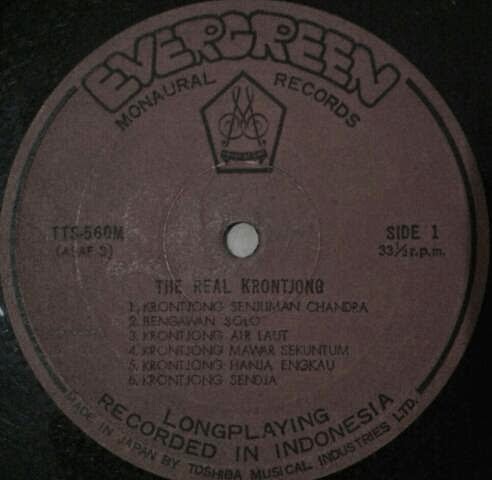 EVERGREEN
MONAURAL RECORDS
TTS-560M
SIDE 1
33⅓ r.p.m.
THE REAL KRONTJONG
1. KRONTJONG SENJUMAN CHANDRA
2. BENGAWAN SOLO
3. KRONTJONG AIR LAUT
4. KRONTJONG MAWAR SEKUNTUM
5. KRONTJONG HANJA ENGKAU
6. KRONTJONG SENDJA
LONGPLAYING
RECORDED IN INDONESIA
MADE IN JAPAN BY TOSHIBA MUSICAL INDUSTRIES LTD.